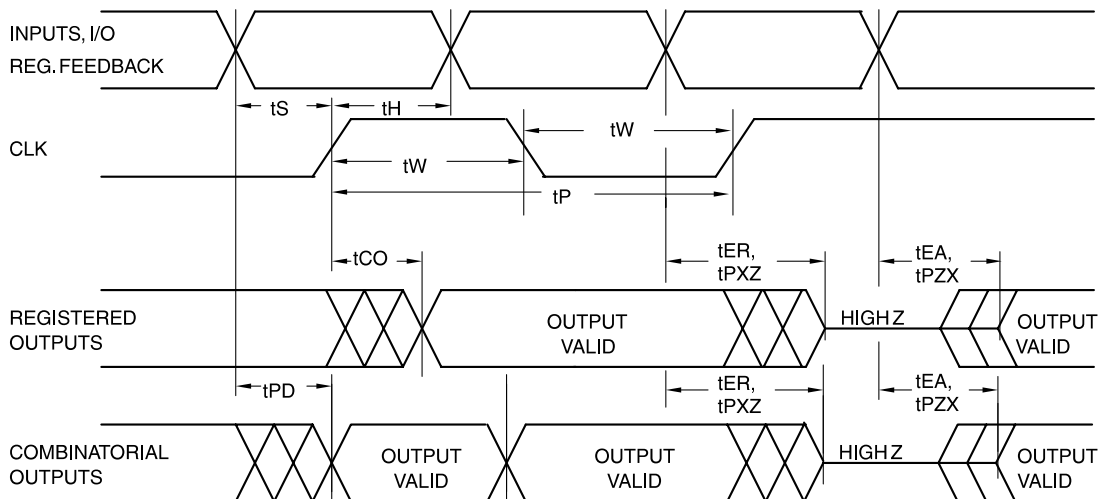 INPUTS, I/O
REG. FEEDBACK
tS
tH
CLK
tW
tW
tP
tCO
tER,
tPXZ
tEA,
tPZX
REGISTERED
OUTPUTS
OUTPUT
VALID
HIGH Z
OUTPUT
VALID
tPD
tER,
tPXZ
tEA,
tPZX
COMBINATORIAL
OUTPUTS
OUTPUT
VALID
OUTPUT
VALID
HIGH Z
OUTPUT
VALID